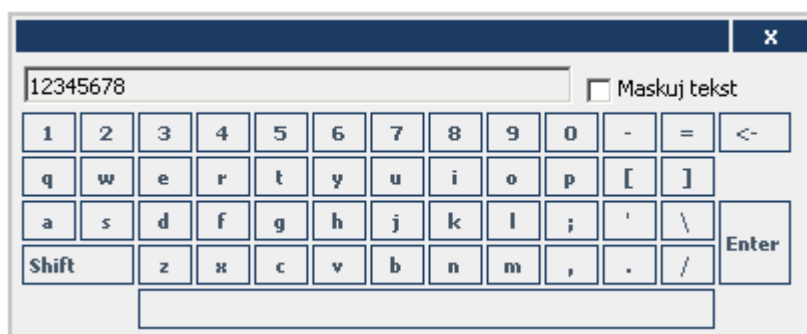 x
12345678 Maskuj tekst
1 2 3 4 5 6 7 8 9 0 - = <-
q w e r t y u i o p [ ]
a s d f g h j k l ; ' \ Enter
Shift z x c v b n m , . /